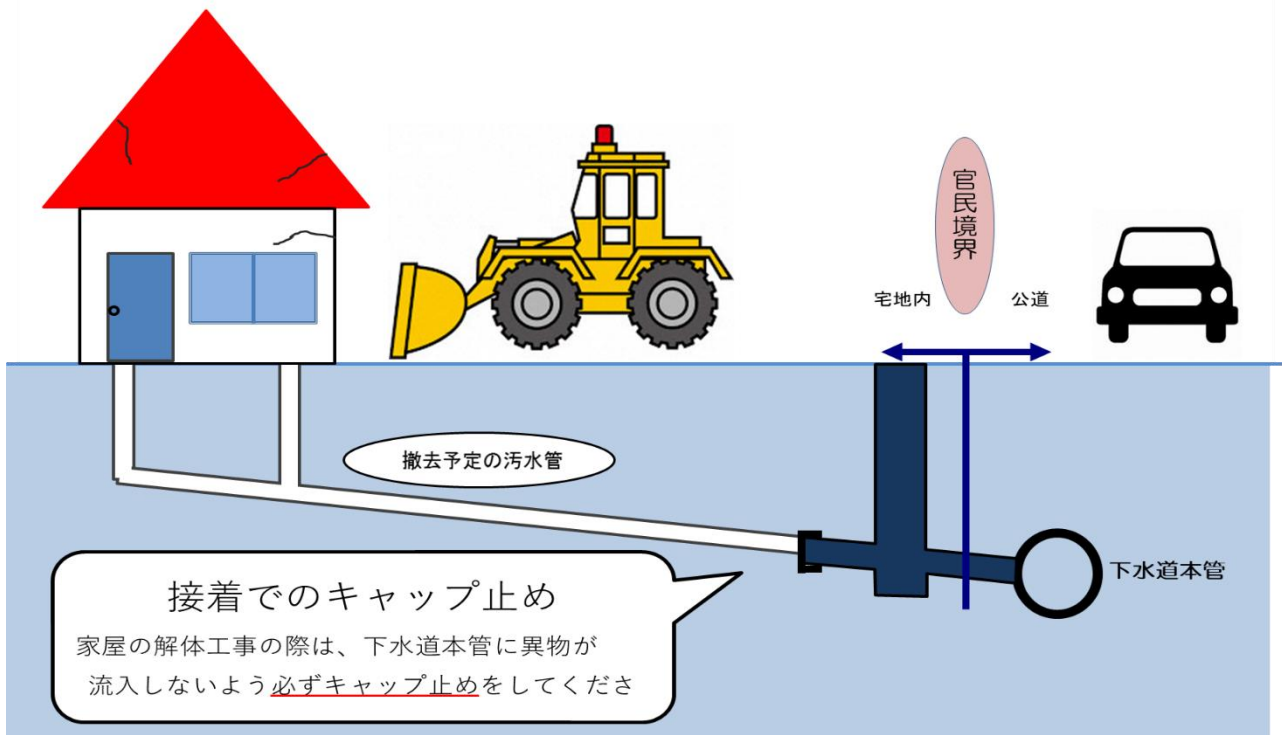 官民境界
宅地内
公道
撤去予定の汚水管
下水道本管
接着でのキャップ止め
家屋の解体工事の際は、下水道本管に異物が
流入しないよう必ずキャップ止めをしてくださ